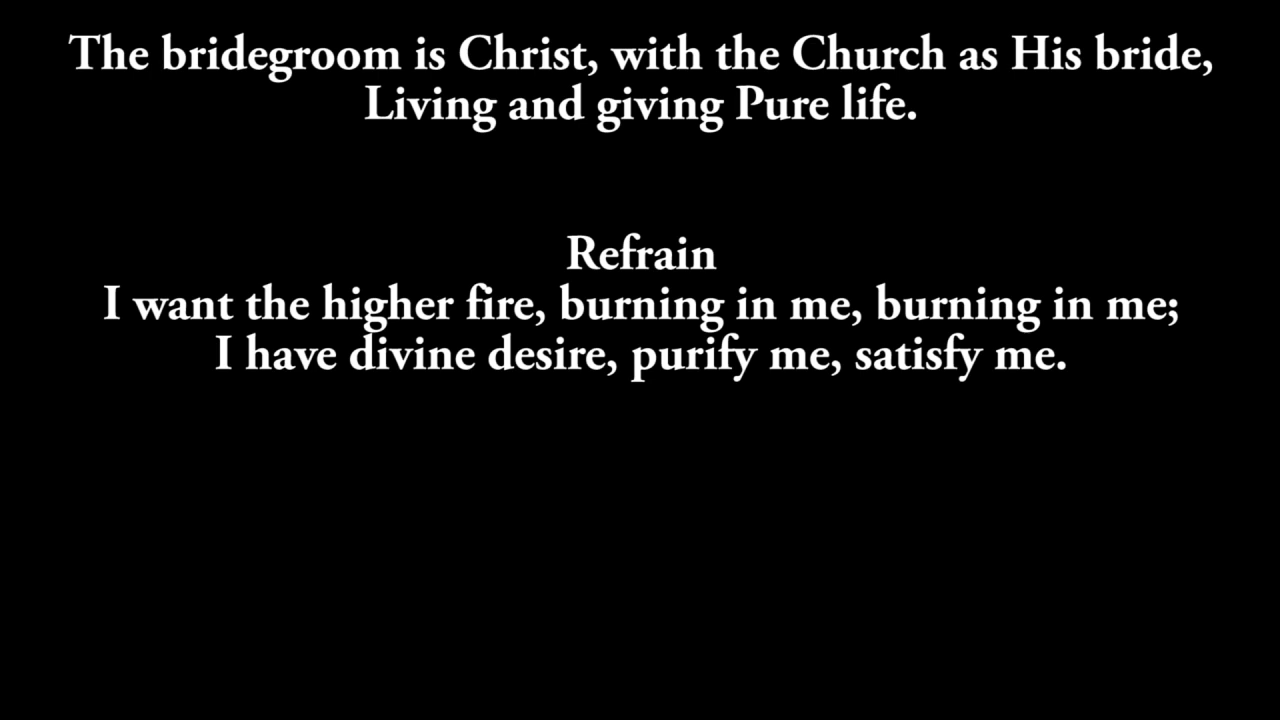 The bridegroom is Christ, with the Church as His bride,
Living and giving Pure life.
Refrain
I want the higher fire, burning in me, burning in me;
I have divine desire, purify me, satisfy me.